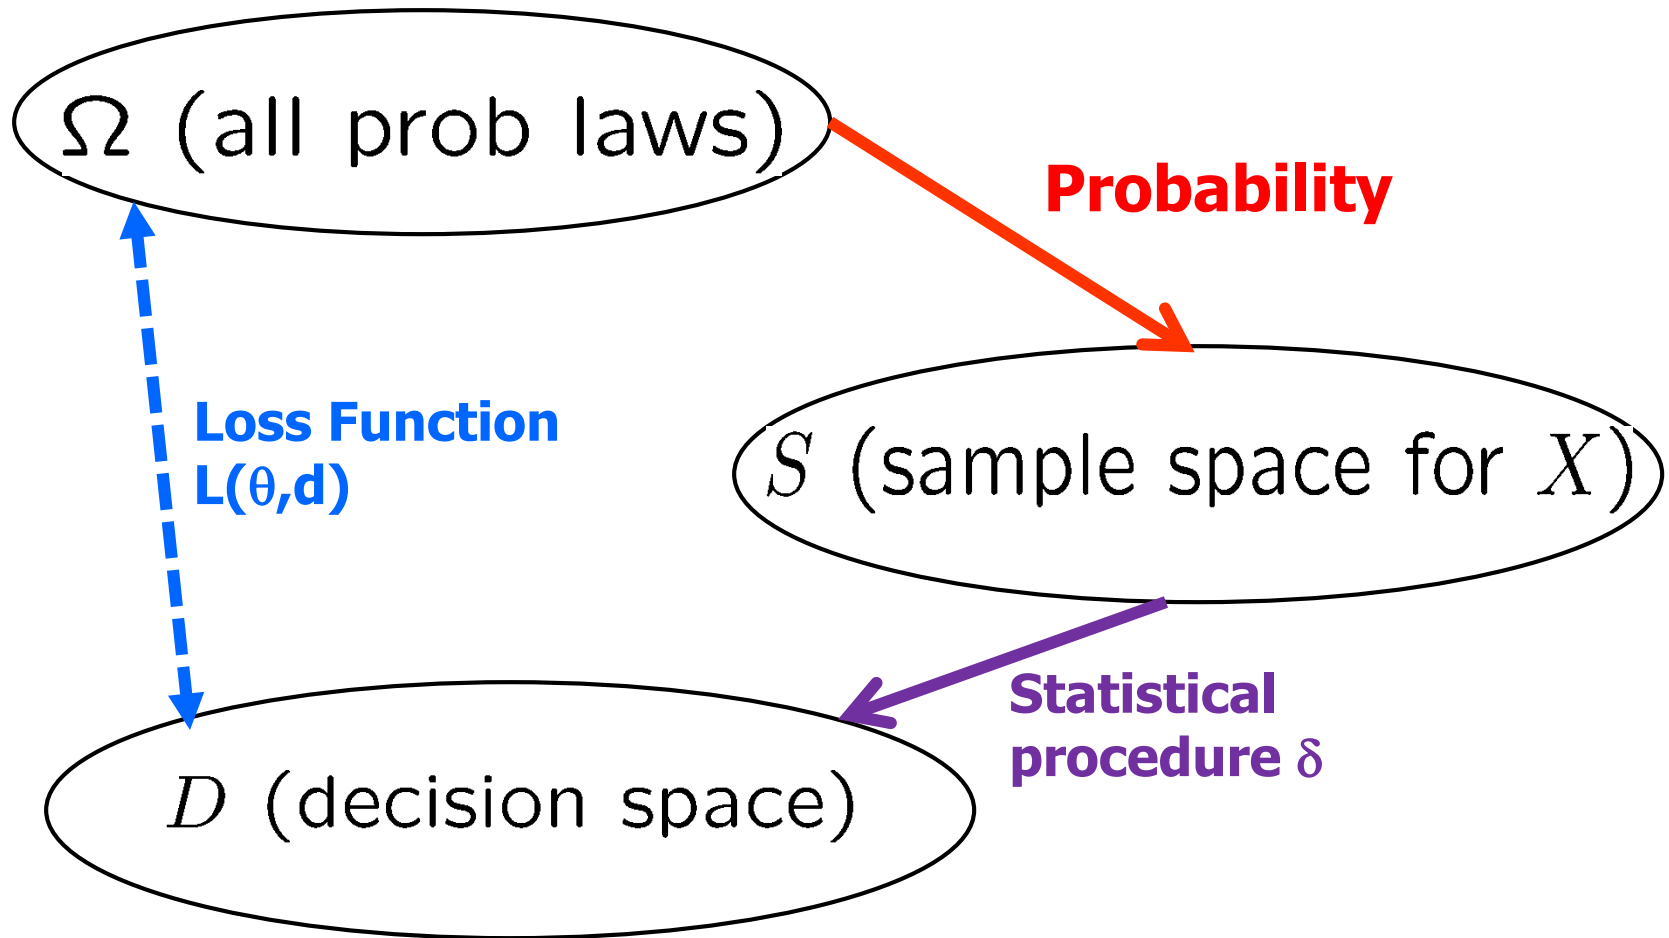 Ω (all prob laws)
Probability
Loss Function
L(θ,d)
S (sample space for X)
Statistical
procedure δ
D (decision space)